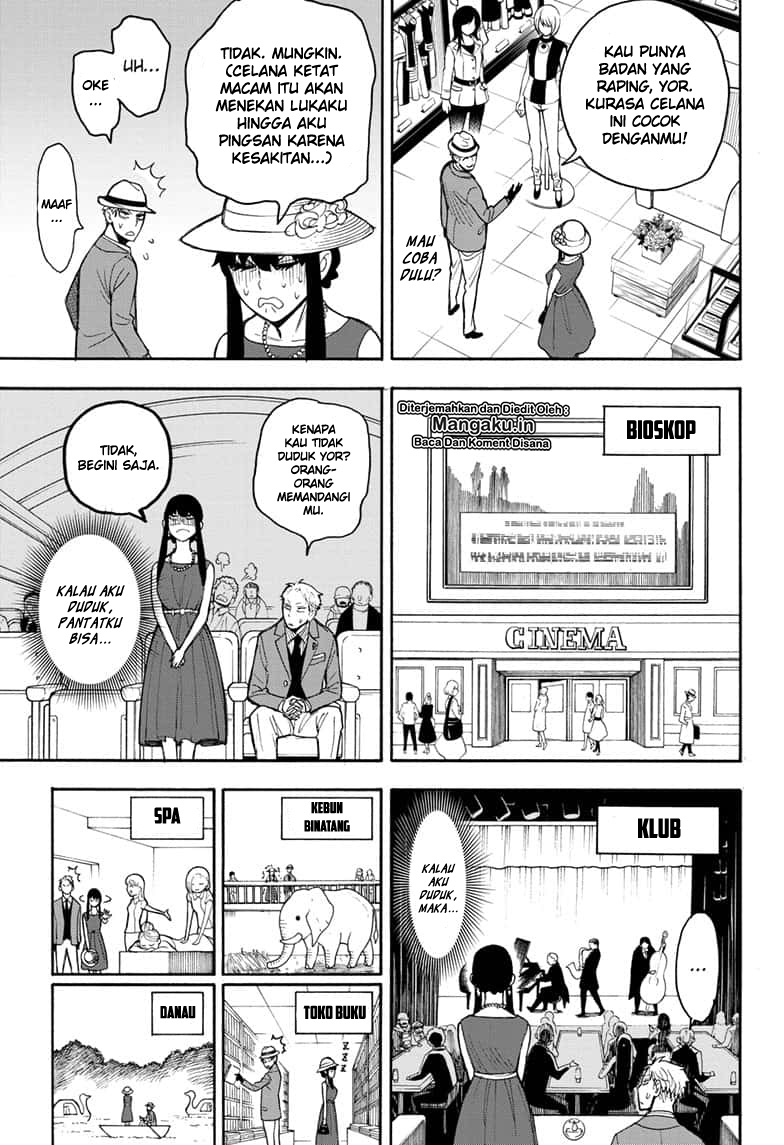 KAU PUNYA
BADAN YANG
RAPING, YOR.
KURASA CELANA
INI COCOK
DENGANMU!
MAU
COBA
DULU?
TIDAK. MUNGKIN.
(CELANA KETAT
MACAM ITU AKAN
MENEKAN LUKAKU
HINGGA AKU
PINGSAN KARENA
KESAKITAN...)
UH...
OKE
...
MAAF
...
Diterjemahkan dan Diedit Oleh :
Mangaku.in
Baca Dan Koment Disana
BIOSKOP
CINEMA
KENAPA
KAU TIDAK
DUDUK YOR?
ORANG-
ORANG
MEMANDANGI
MU.
TIDAK,
BEGINI SAJA.
KALAU AKU
DUDUK,
PANTATKU
BISA...
KLUB
KALAU
AKU
DUDUK,
MAKA...
...
KEBUN
BINATANG
SPA
TOKO BUKU
ZZZ
DANAU